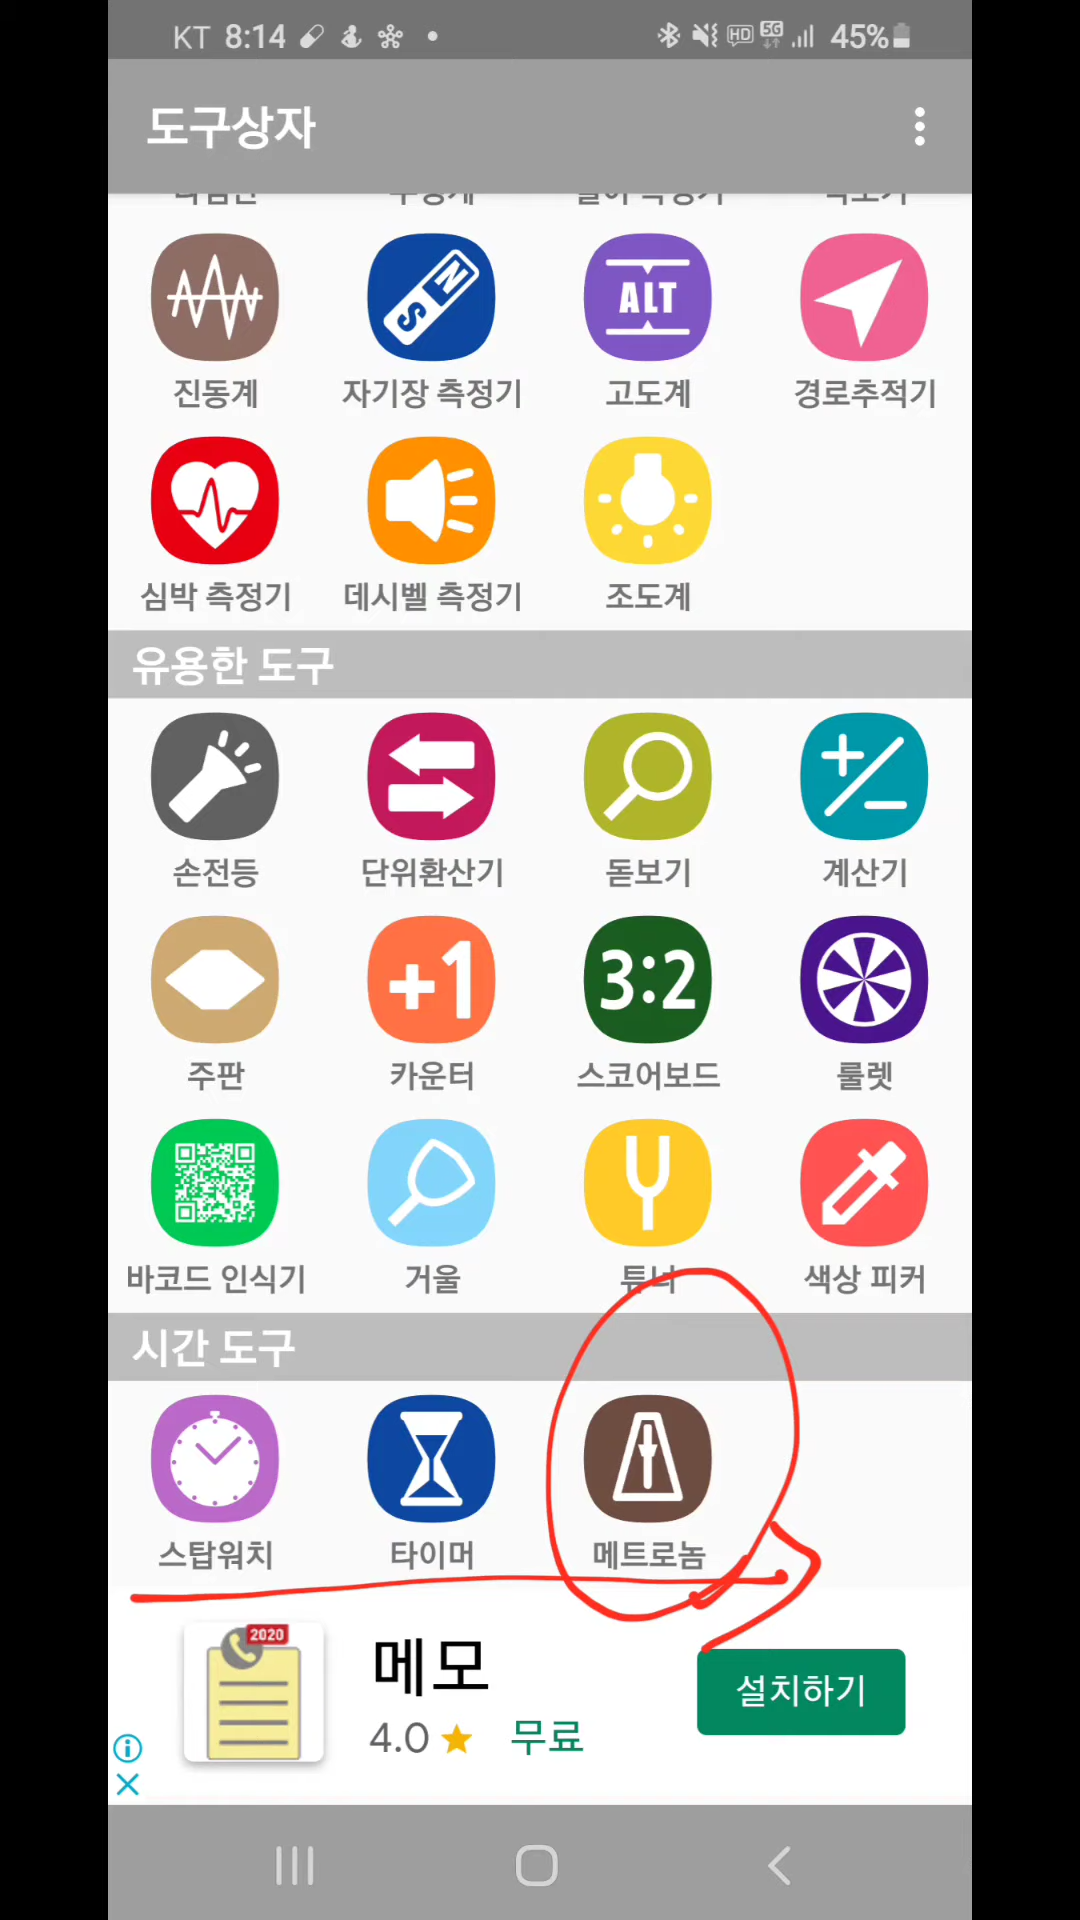 KT 8:14 HD 5G 45%
도구상자
진동계 자기장 측정기 고도계 경로추적기
S N ALT
심박 측정기 데시벨 측정기 조도계
유용한 도구
손전등 단위환산기 돋보기 계산기
+1 3:2
주판 카운터 스코어보드 룰렛
바코드 인식기 거울 튜너 색상 피커
시간 도구
스탑워치 타이머 메트로놈
2020
메모
4.0 무료
설치하기